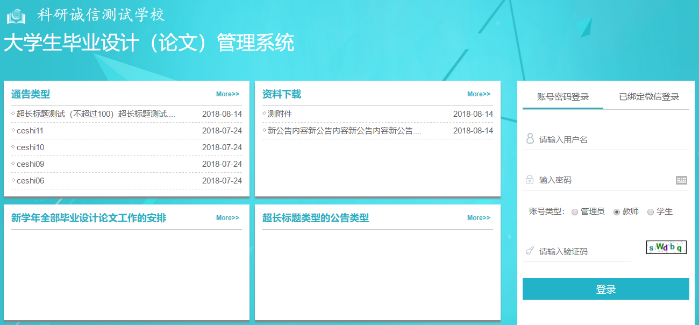 科研诚信测试学校
大学生毕业设计（论文）管理系统
通告类型 More>>
超长标题测试（不超过100）超长标题测试.... 2018-08-14
ceshi11 2018-07-24
ceshi10 2018-07-24
ceshi09 2018-07-24
ceshi06 2018-07-24
资料下载 More>>
测附件 2018-08-14
新公告内容新公告内容新公告内容新公告.... 2018-08-14
新学年全部毕业设计论文工作的安排 More>>
超长标题类型的公告类型 More>>
账号密码登录 已绑定微信登录
请输入用户名
输入密码
账号类型： 管理员 教师 学生
请输入验证码 sWdbq
登录